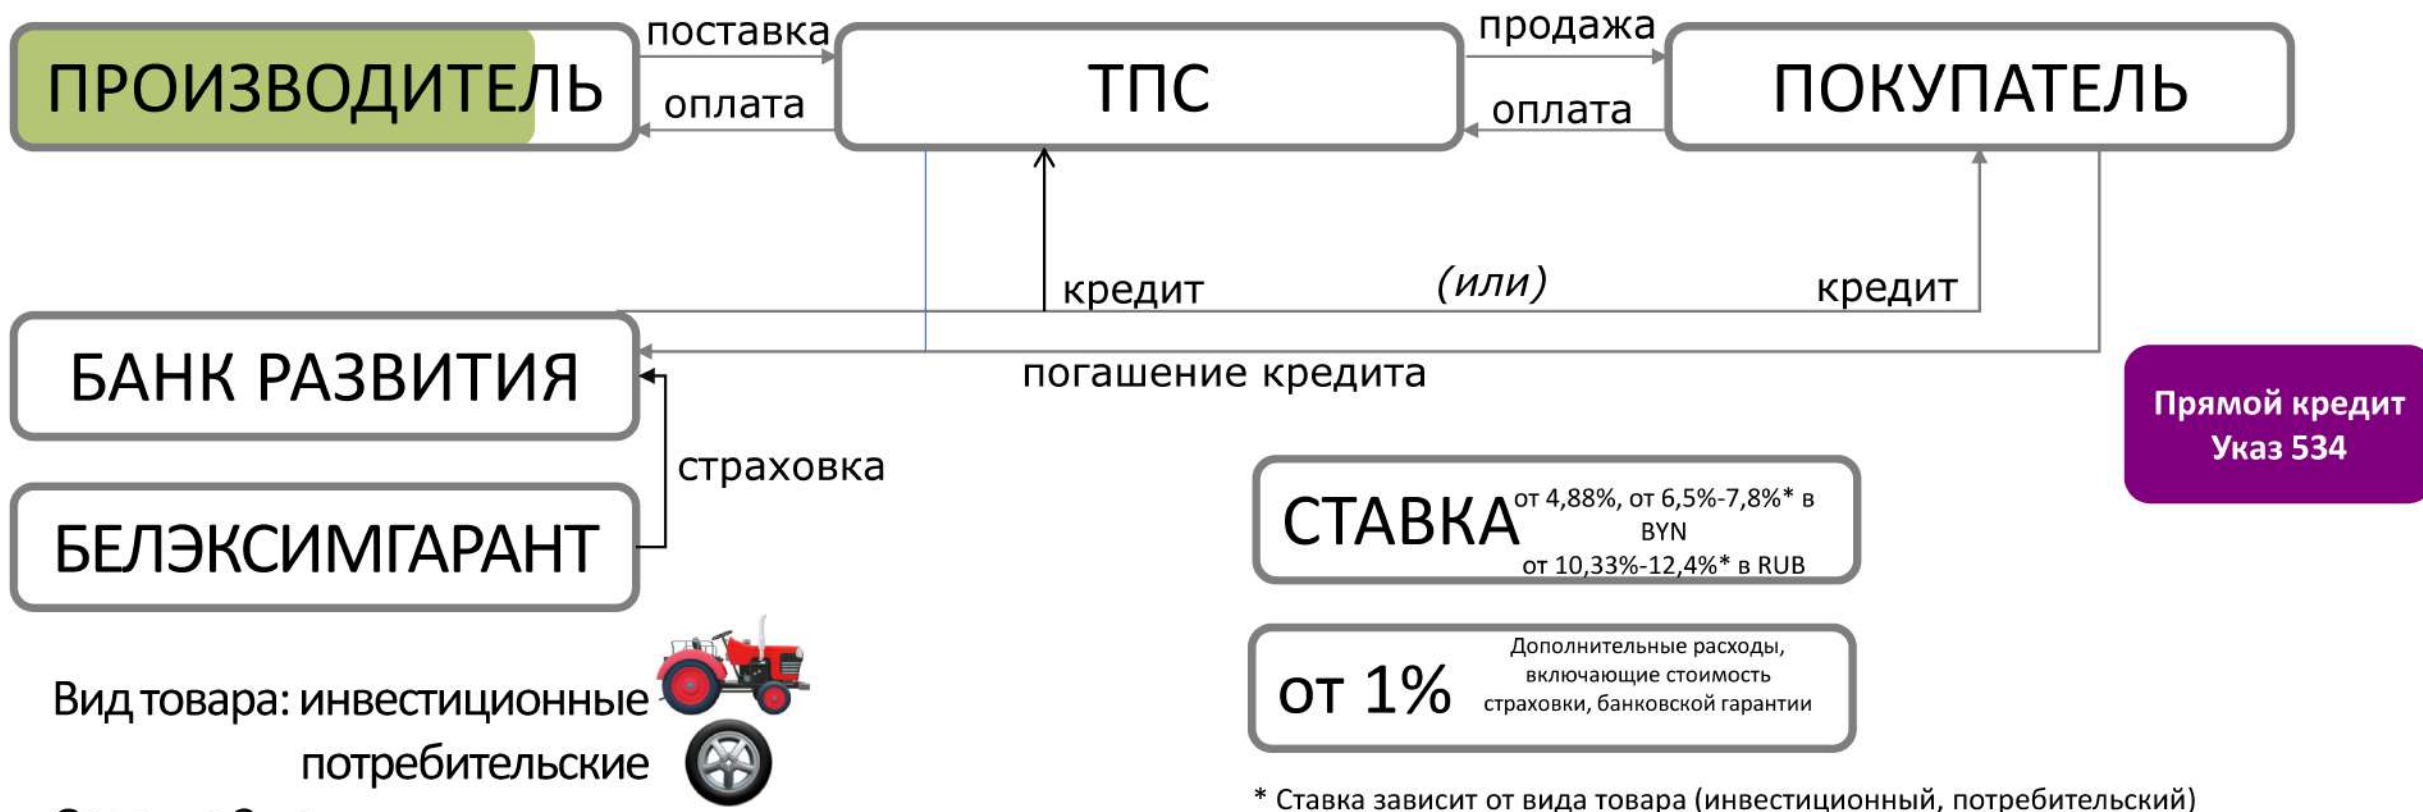 ПРОИЗВОДИТЕЛЬ
поставка
оплата
ТПС
продажа
оплата
ПОКУПАТЕЛЬ
кредит
(или)
кредит
БАНК РАЗВИТИЯ
погашение кредита
Прямой кредит
Указ 534
страховка
БЕЛЭКСИМГАРАНТ
СТАВКА
от 4,88%, от 6,5%-7,8%* в
BYN
от 10,33%-12,4%* в RUB
от 1%
Дополнительные расходы,
включающие стоимость
страховки, банковской гарантии
Вид товара: инвестиционные
потребительские
* Ставка зависит от вида товара (инвестиционный, потребительский)